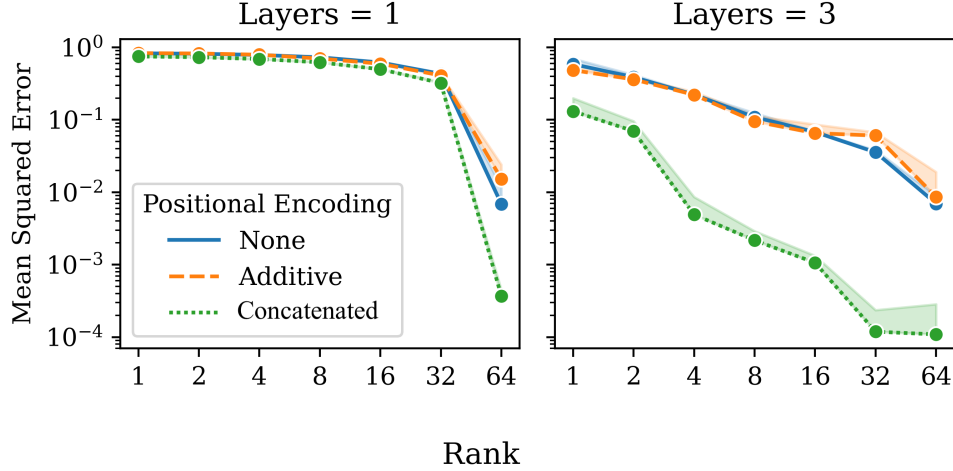 Layers = 1
Layers = 3
Mean Squared Error
10^0
10^-1
10^-2
10^-3
10^-4
Positional Encoding
None
Additive
Concatenated
1 2 4 8 16 32 64
1 2 4 8 16 32 64
Rank